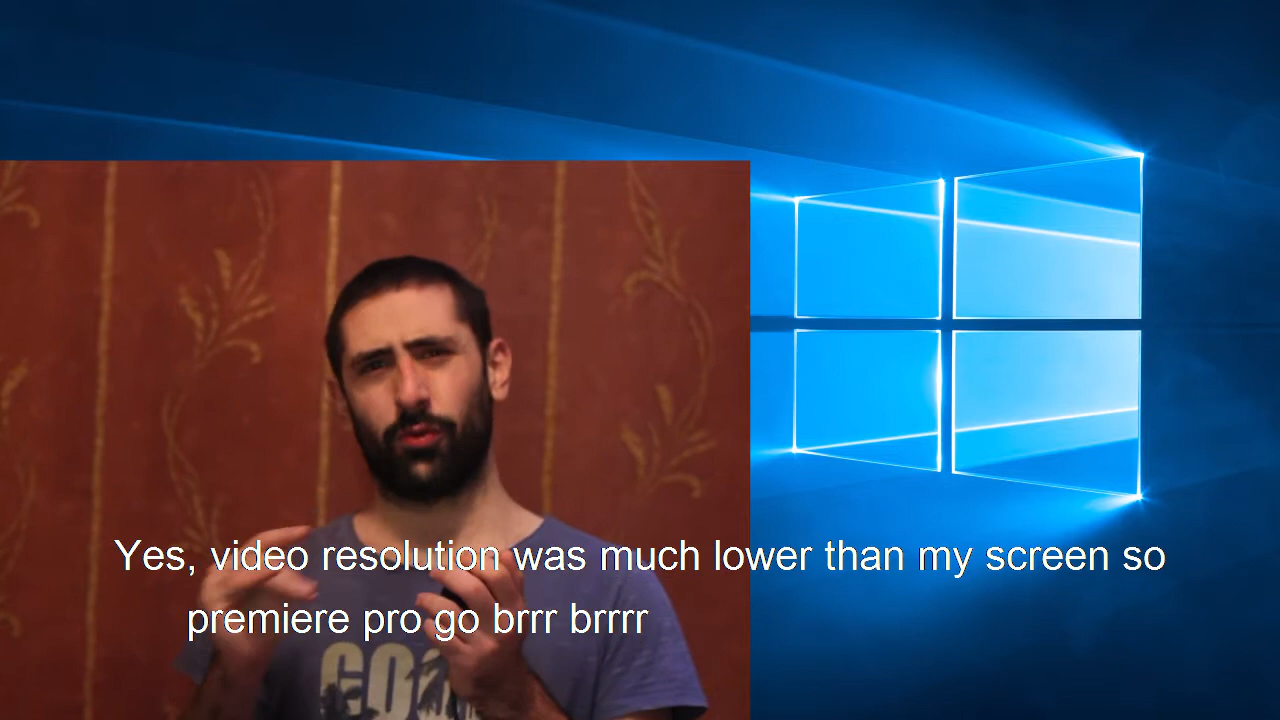 Yes, video resolution was much lower than my screen so
premiere pro go brrr brrrr